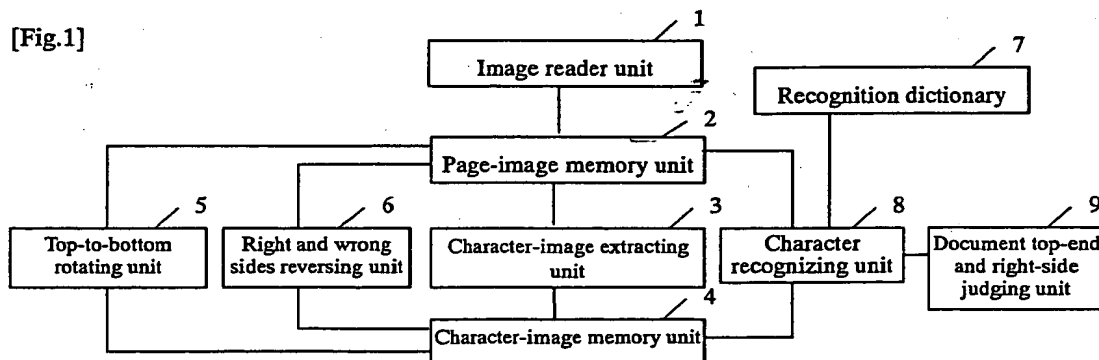 [Fig.1]
1
Image reader unit
7
Recognition dictionary
2
Page-image memory unit
5
Top-to-bottom
rotating unit
6
Right and wrong
sides reversing unit
3
Character-image extracting
unit
8
Character
recognizing unit
9
Document top-end
and right-side
judging unit
4
Character-image memory unit